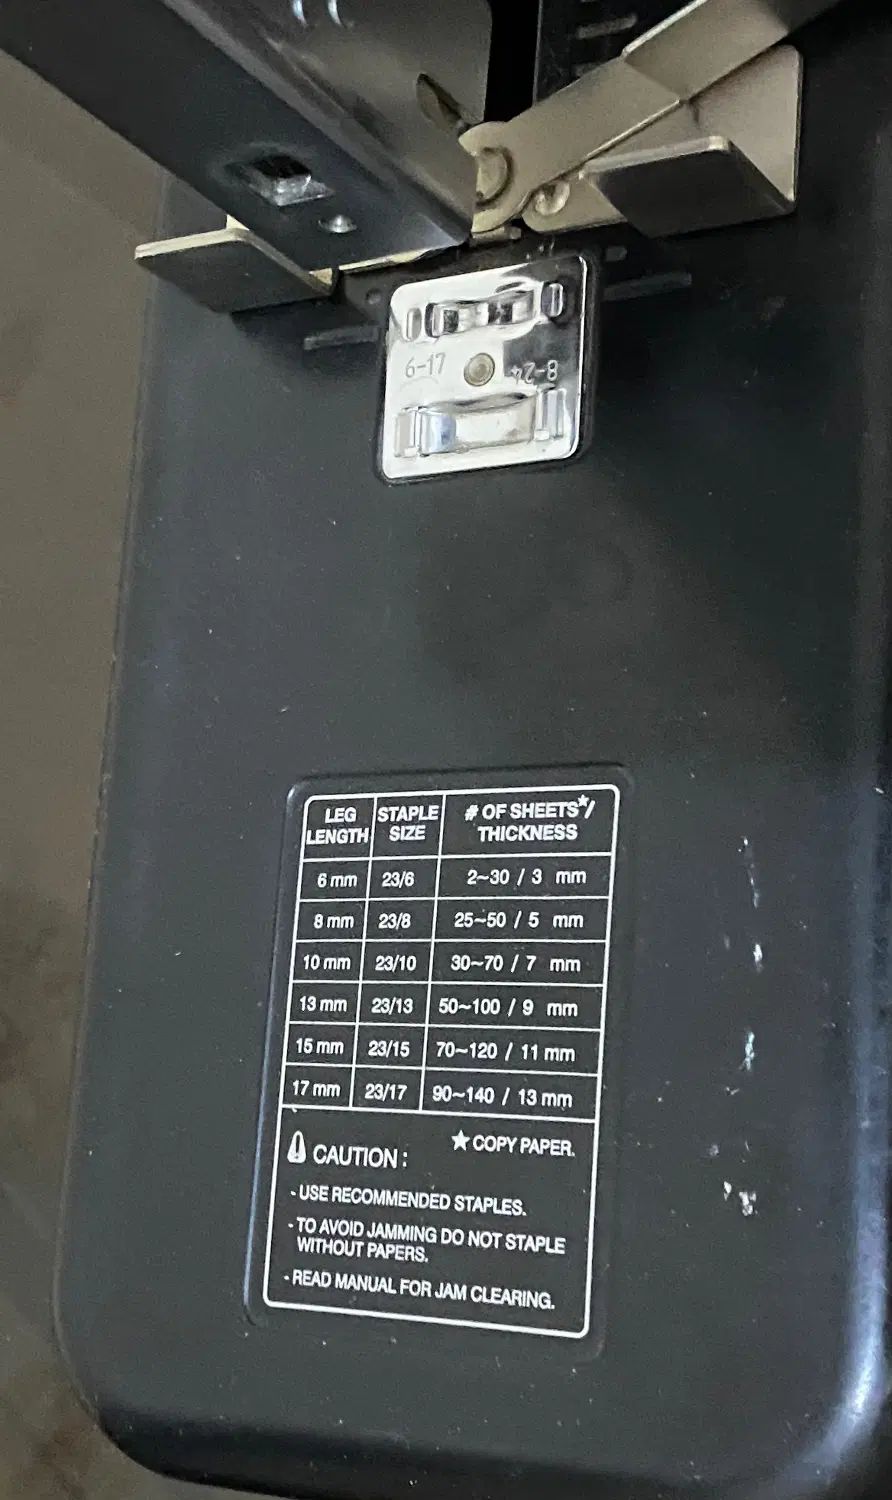 6-17
8-24
LEG LENGTH STAPLE SIZE # OF SHEETS★/ THICKNESS
6 mm 23/6 2~30 / 3 mm
8 mm 23/8 25~50 / 5 mm
10 mm 23/10 30~70 / 7 mm
13 mm 23/13 50~100 / 9 mm
15 mm 23/15 70~120 / 11 mm
17 mm 23/17 90~140 / 13 mm
★ COPY PAPER.
CAUTION :
- USE RECOMMENDED STAPLES.
- TO AVOID JAMMING DO NOT STAPLE
WITHOUT PAPERS.
- READ MANUAL FOR JAM CLEARING.